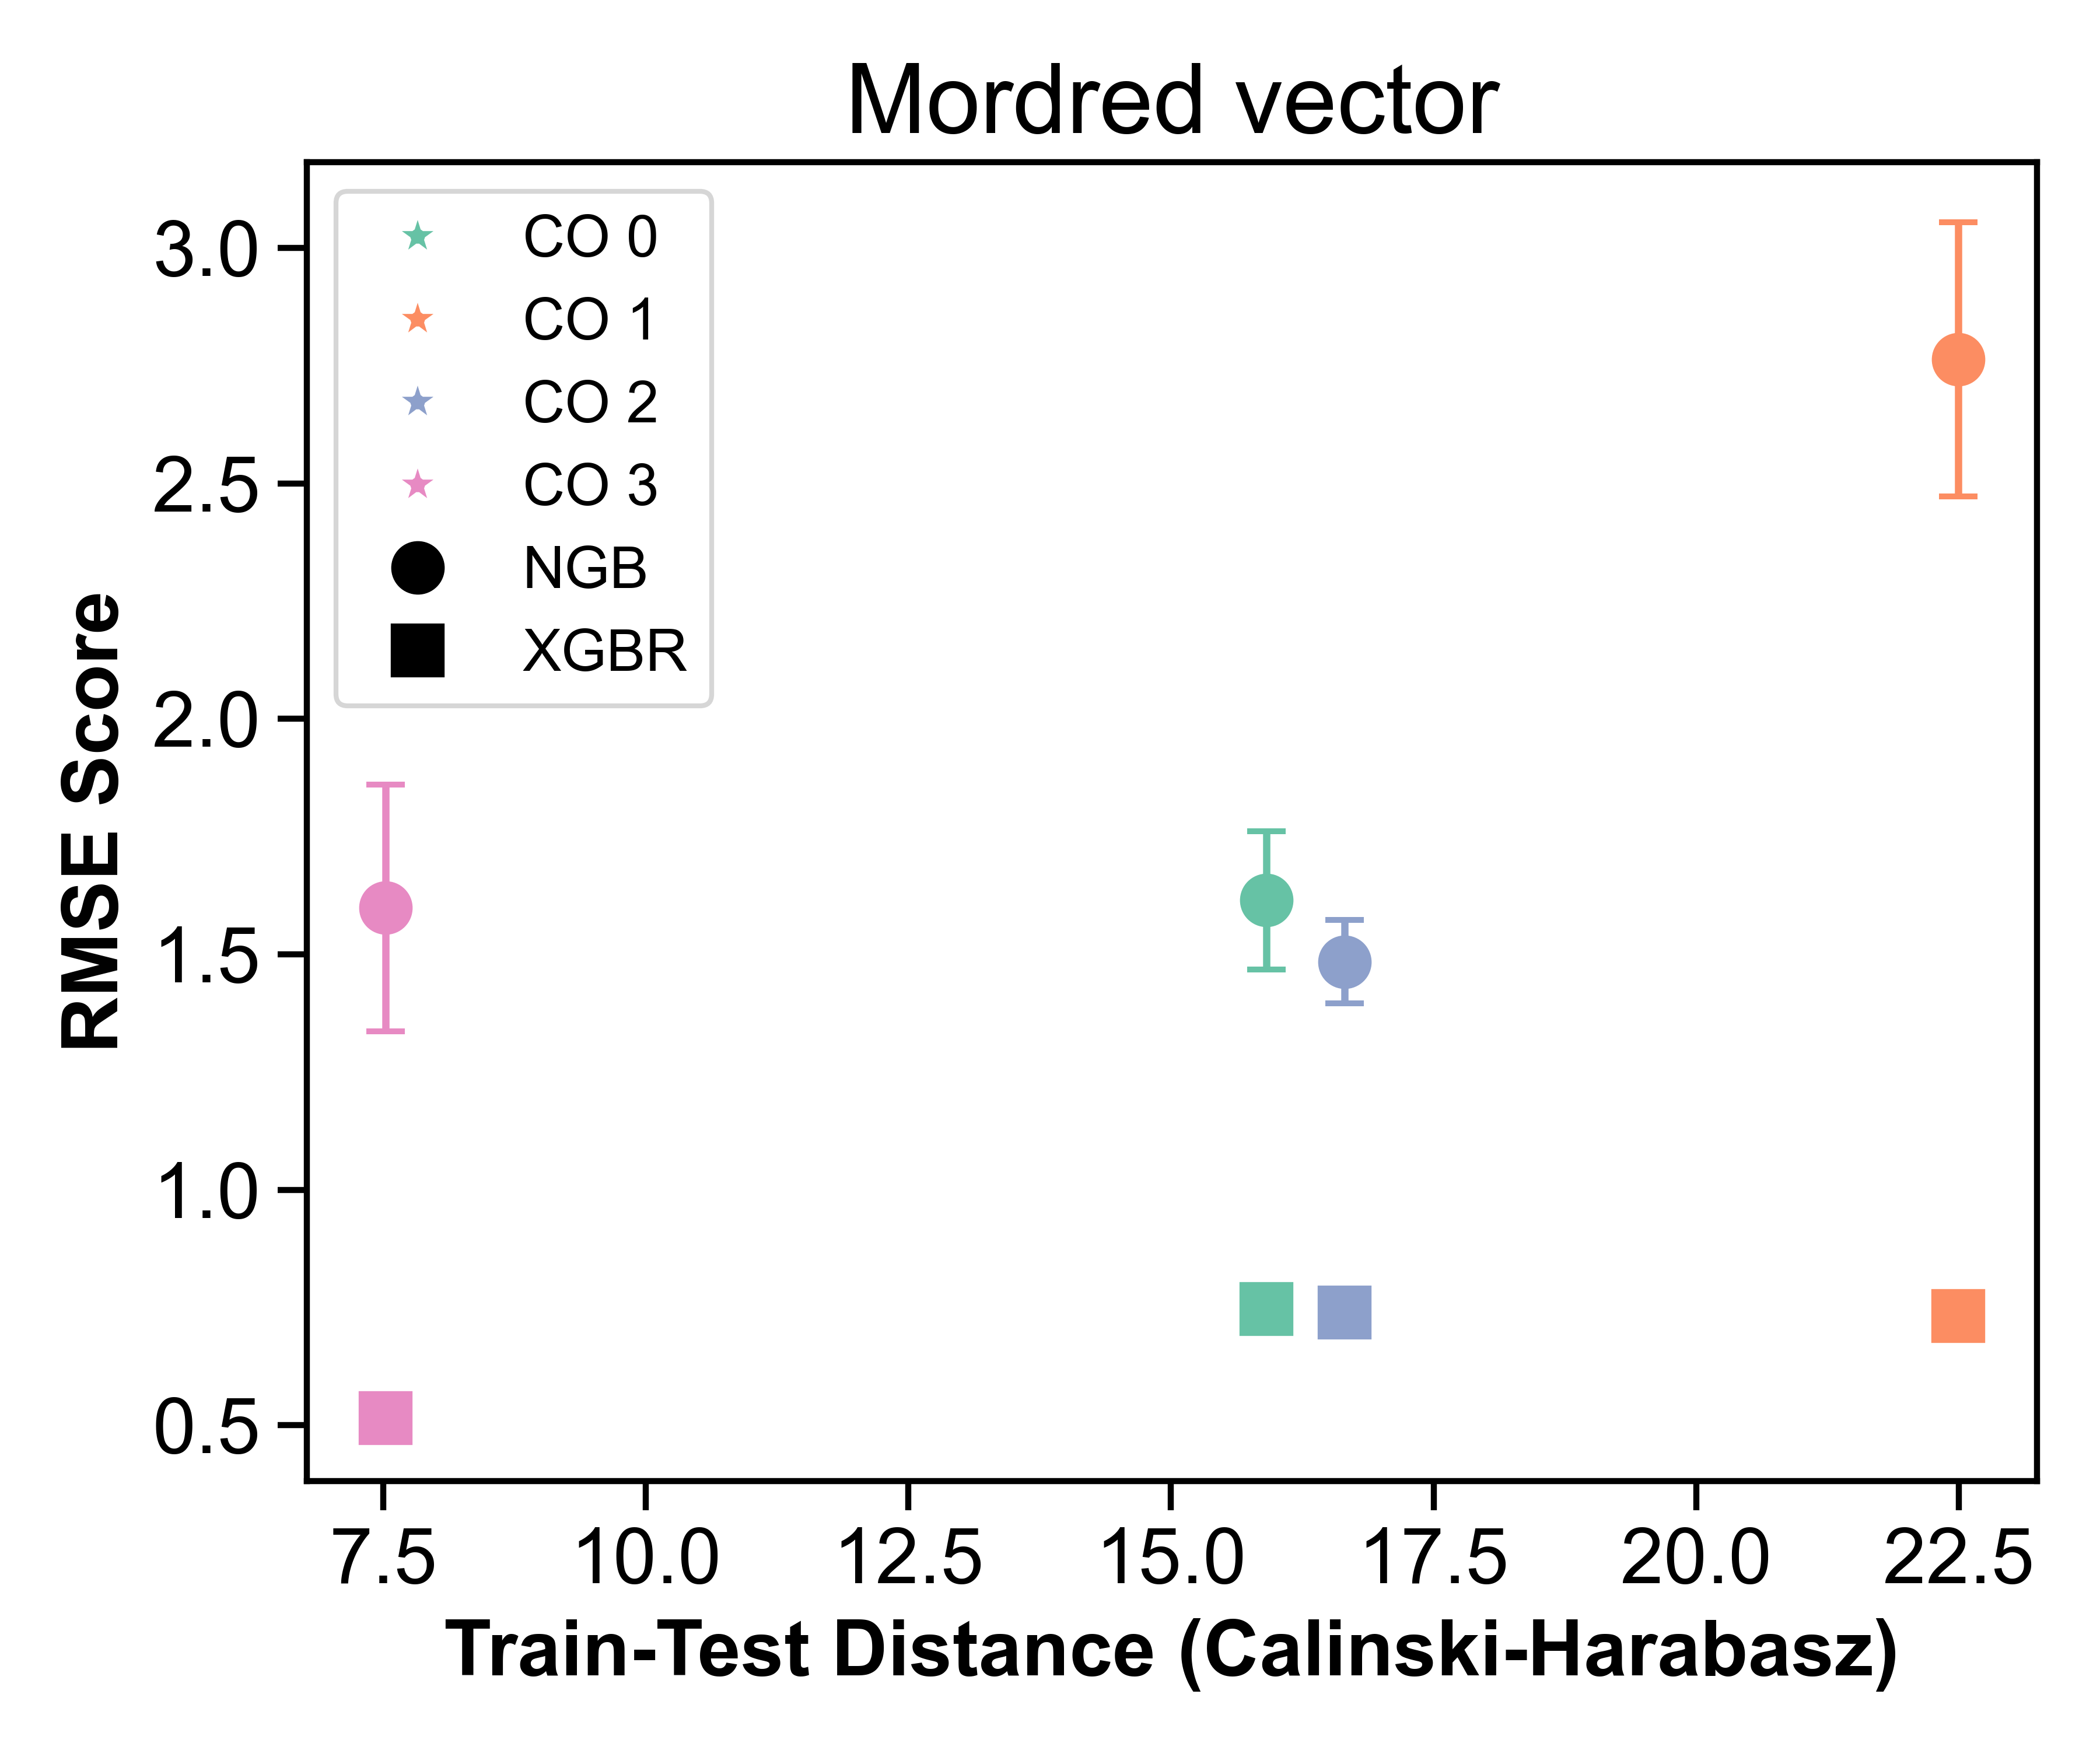 Mordred vector
CO 0
CO 1
CO 2
CO 3
NGB
XGBR
RMSE Score
3.0
2.5
2.0
1.5
1.0
0.5
7.5 10.0 12.5 15.0 17.5 20.0 22.5
Train-Test Distance (Calinski-Harabasz)